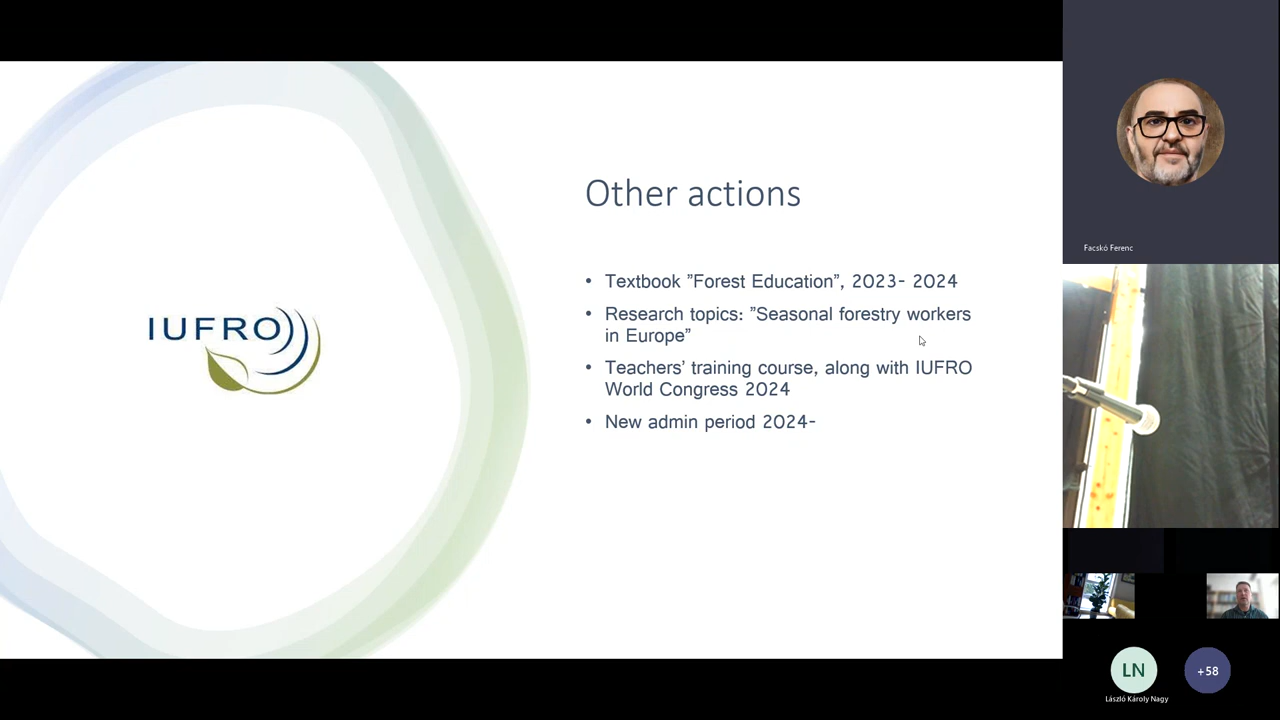 IUFRO
Other actions
• Textbook ”Forest Education”, 2023- 2024
• Research topics: ”Seasonal forestry workers
in Europe”
• Teachers’ training course, along with IUFRO
World Congress 2024
• New admin period 2024-
Facskó Ferenc
LN
+58
László Károly Nagy